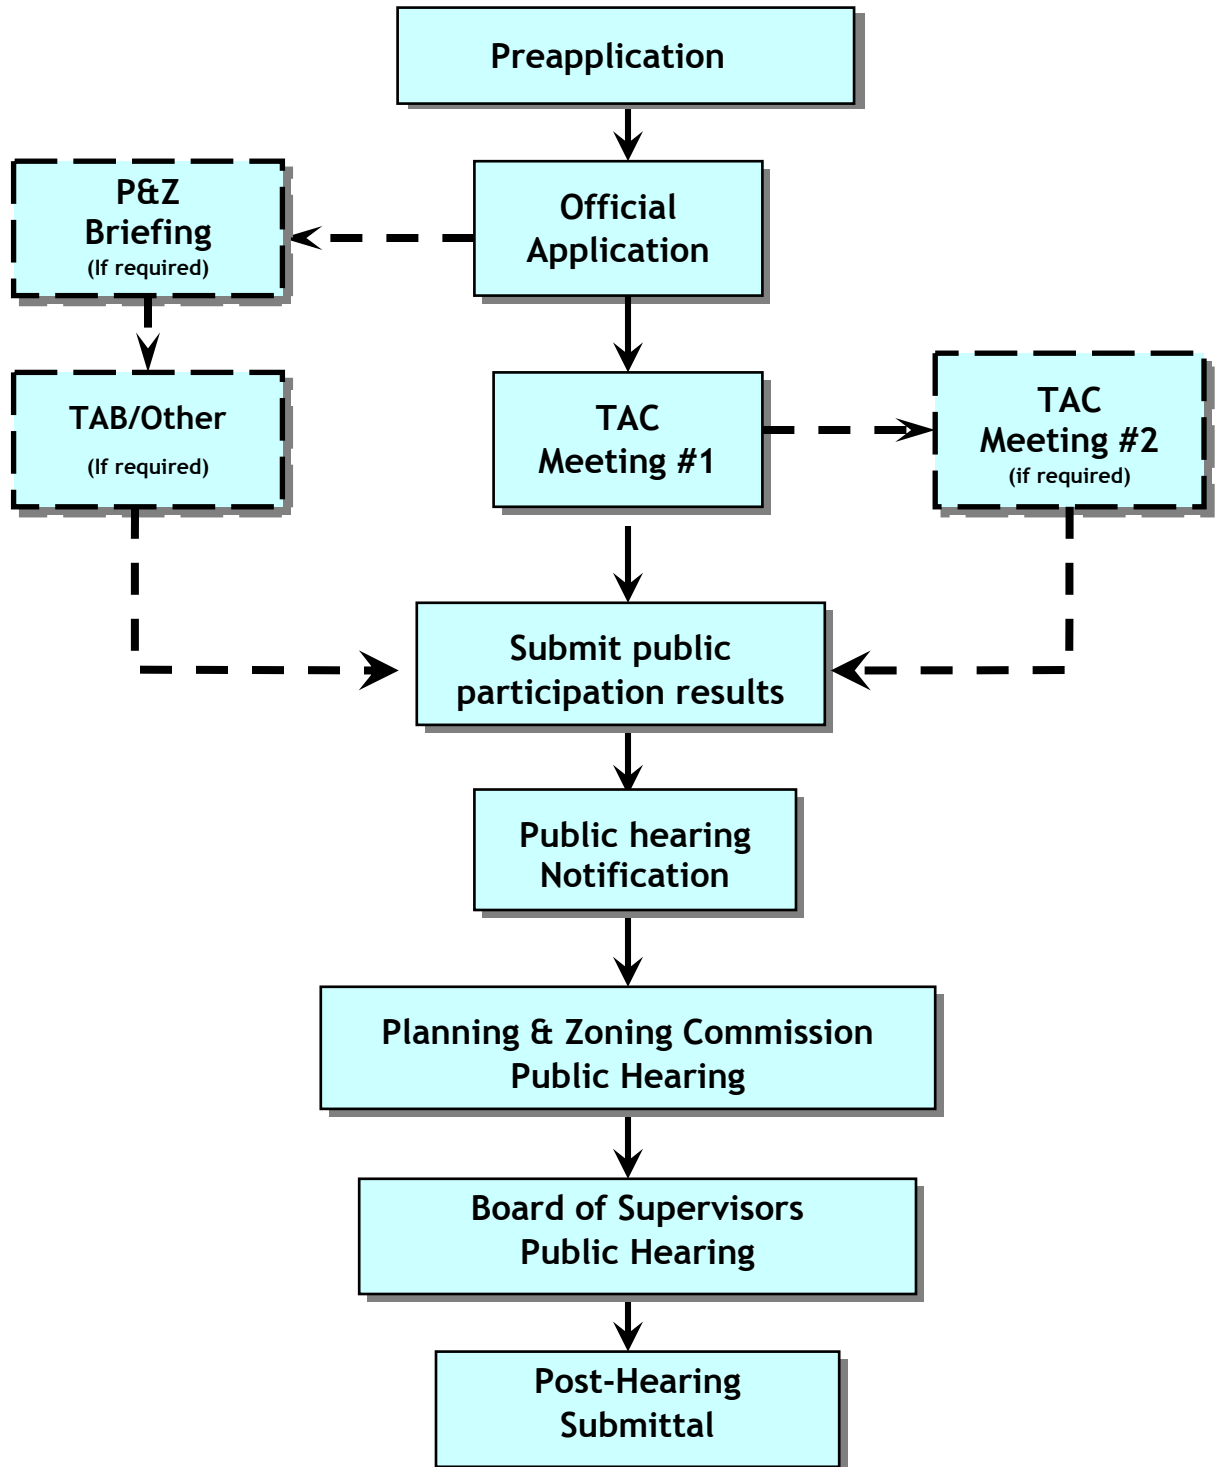 Preapplication
P&Z
Briefing
(If required)
Official
Application
TAB/Other
(If required)
TAC
Meeting #1
TAC
Meeting #2
(if required)
Submit public
participation results
Public hearing
Notification
Planning & Zoning Commission
Public Hearing
Board of Supervisors
Public Hearing
Post-Hearing
Submittal